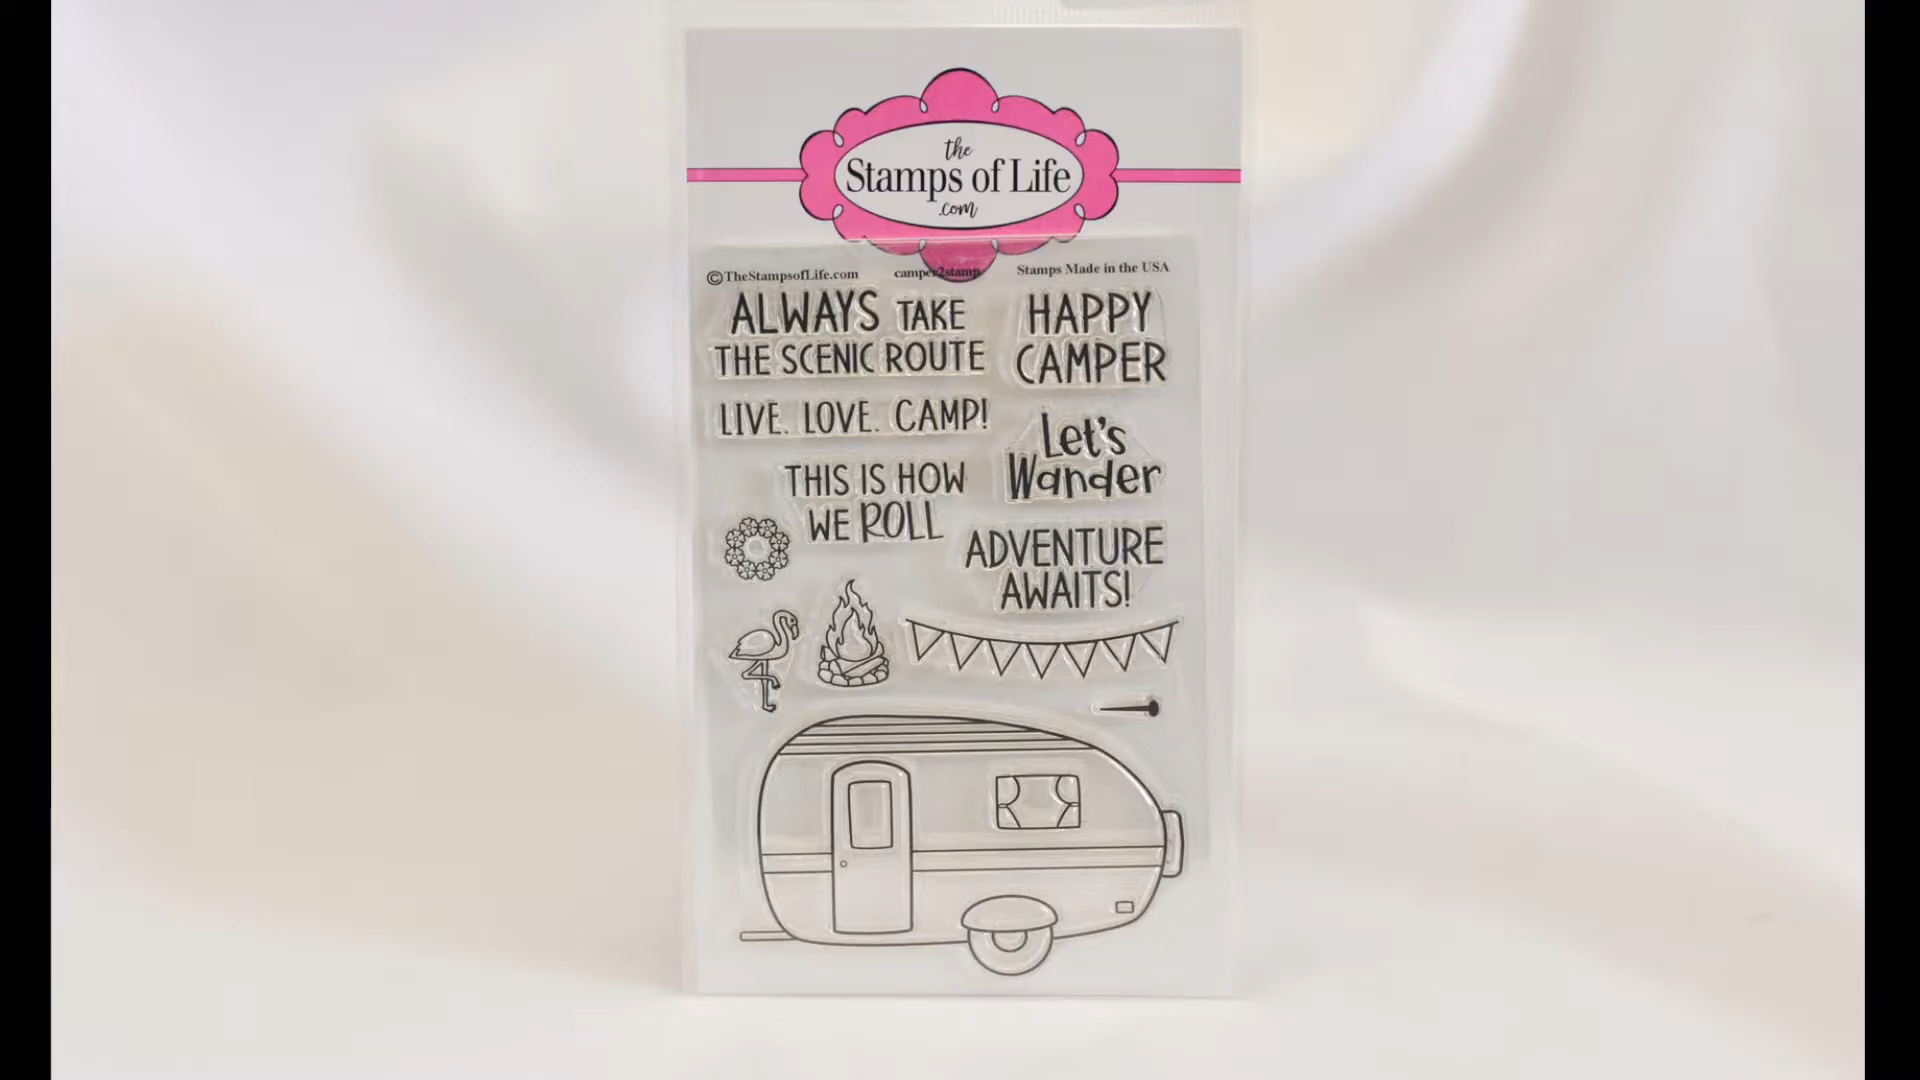 the
Stamps of Life
.com
©TheStampsofLife.com camper2stamp Stamps Made in the USA
ALWAYS TAKE
THE SCENIC ROUTE
HAPPY
CAMPER
LIVE. LOVE. CAMP!
Let's
Wander
THIS IS HOW
WE ROLL
ADVENTURE
AWAITS!